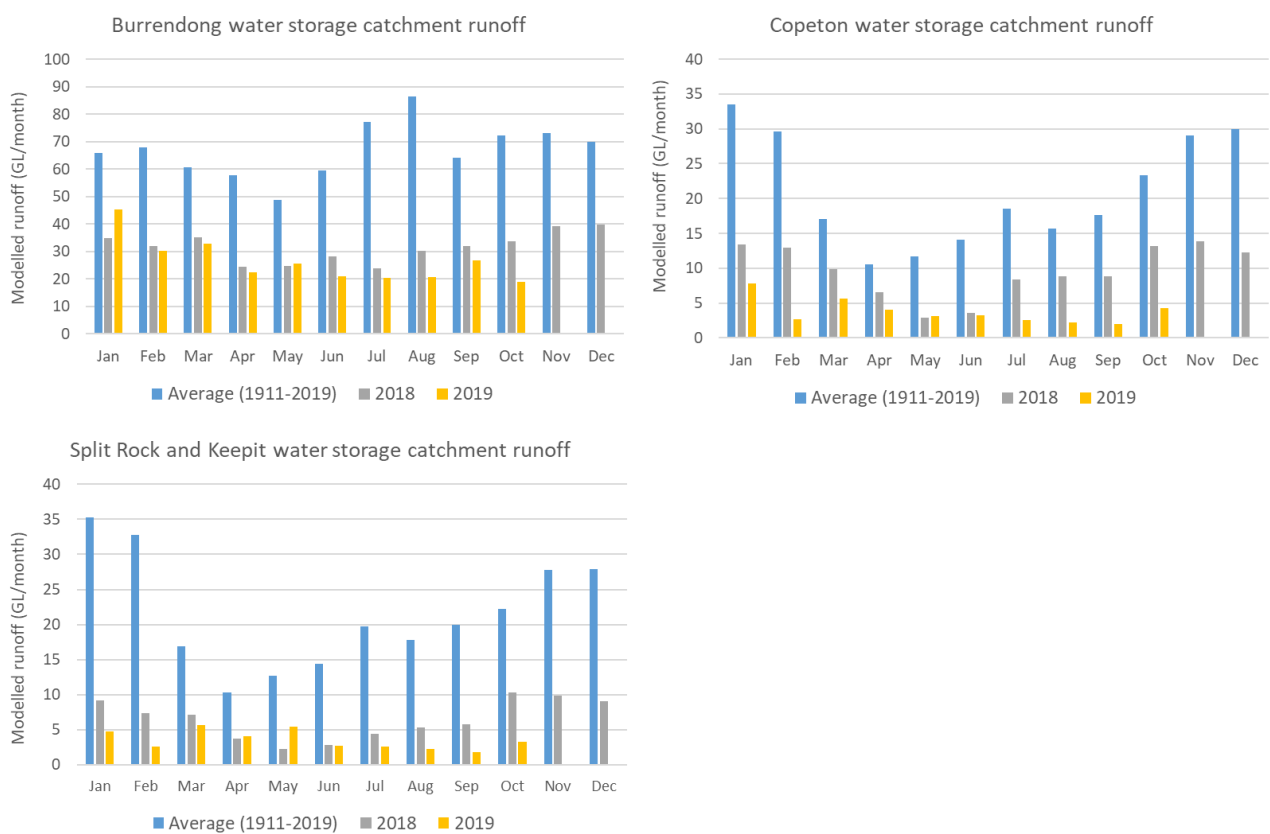 Burrendong water storage catchment runoff
Modelled runoff (GL/month)
100
90
80
70
60
50
40
30
20
10
0
Jan Feb Mar Apr May Jun Jul Aug Sep Oct Nov Dec
Average (1911-2019) 2018 2019
Copeton water storage catchment runoff
Modelled runoff (GL/month)
40
35
30
25
20
15
10
5
0
Jan Feb Mar Apr May Jun Jul Aug Sep Oct Nov Dec
Average (1911-2019) 2018 2019
Split Rock and Keepit water storage catchment runoff
Modelled runoff (GL/month)
40
35
30
25
20
15
10
5
0
Jan Feb Mar Apr May Jun Jul Aug Sep Oct Nov Dec
Average (1911-2019) 2018 2019